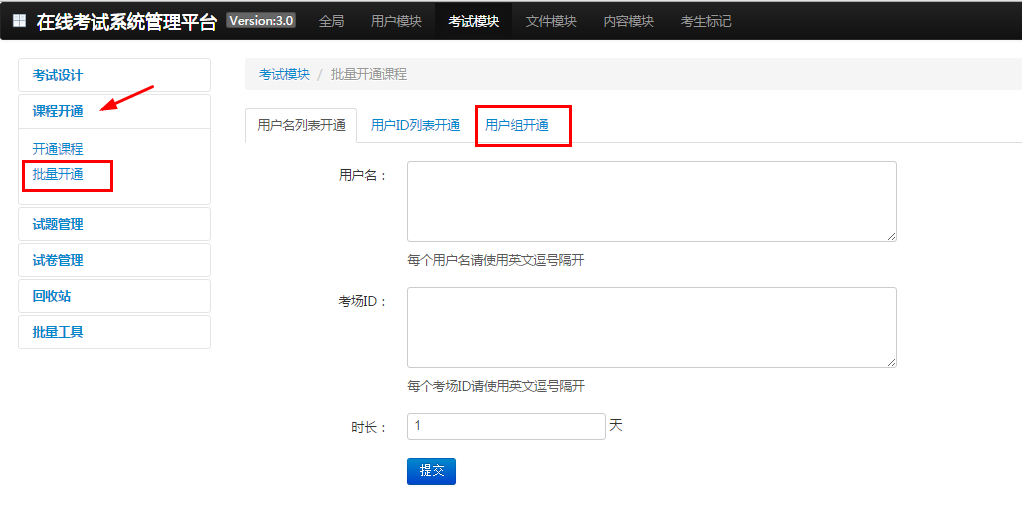 在线考试系统管理平台 Version:3.0 全局 用户模块 考试模块 文件模块 内容模块 考生标记
考试设计
课程开通
开通课程
批量开通
试题管理
试卷管理
回收站
批量工具
考试模块 / 批量开通课程
用户名列表开通 用户ID列表开通 用户组开通
用户名：
每个用户名请使用英文逗号隔开
考场ID：
每个考场ID请使用英文逗号隔开
时长： 1 天
提交